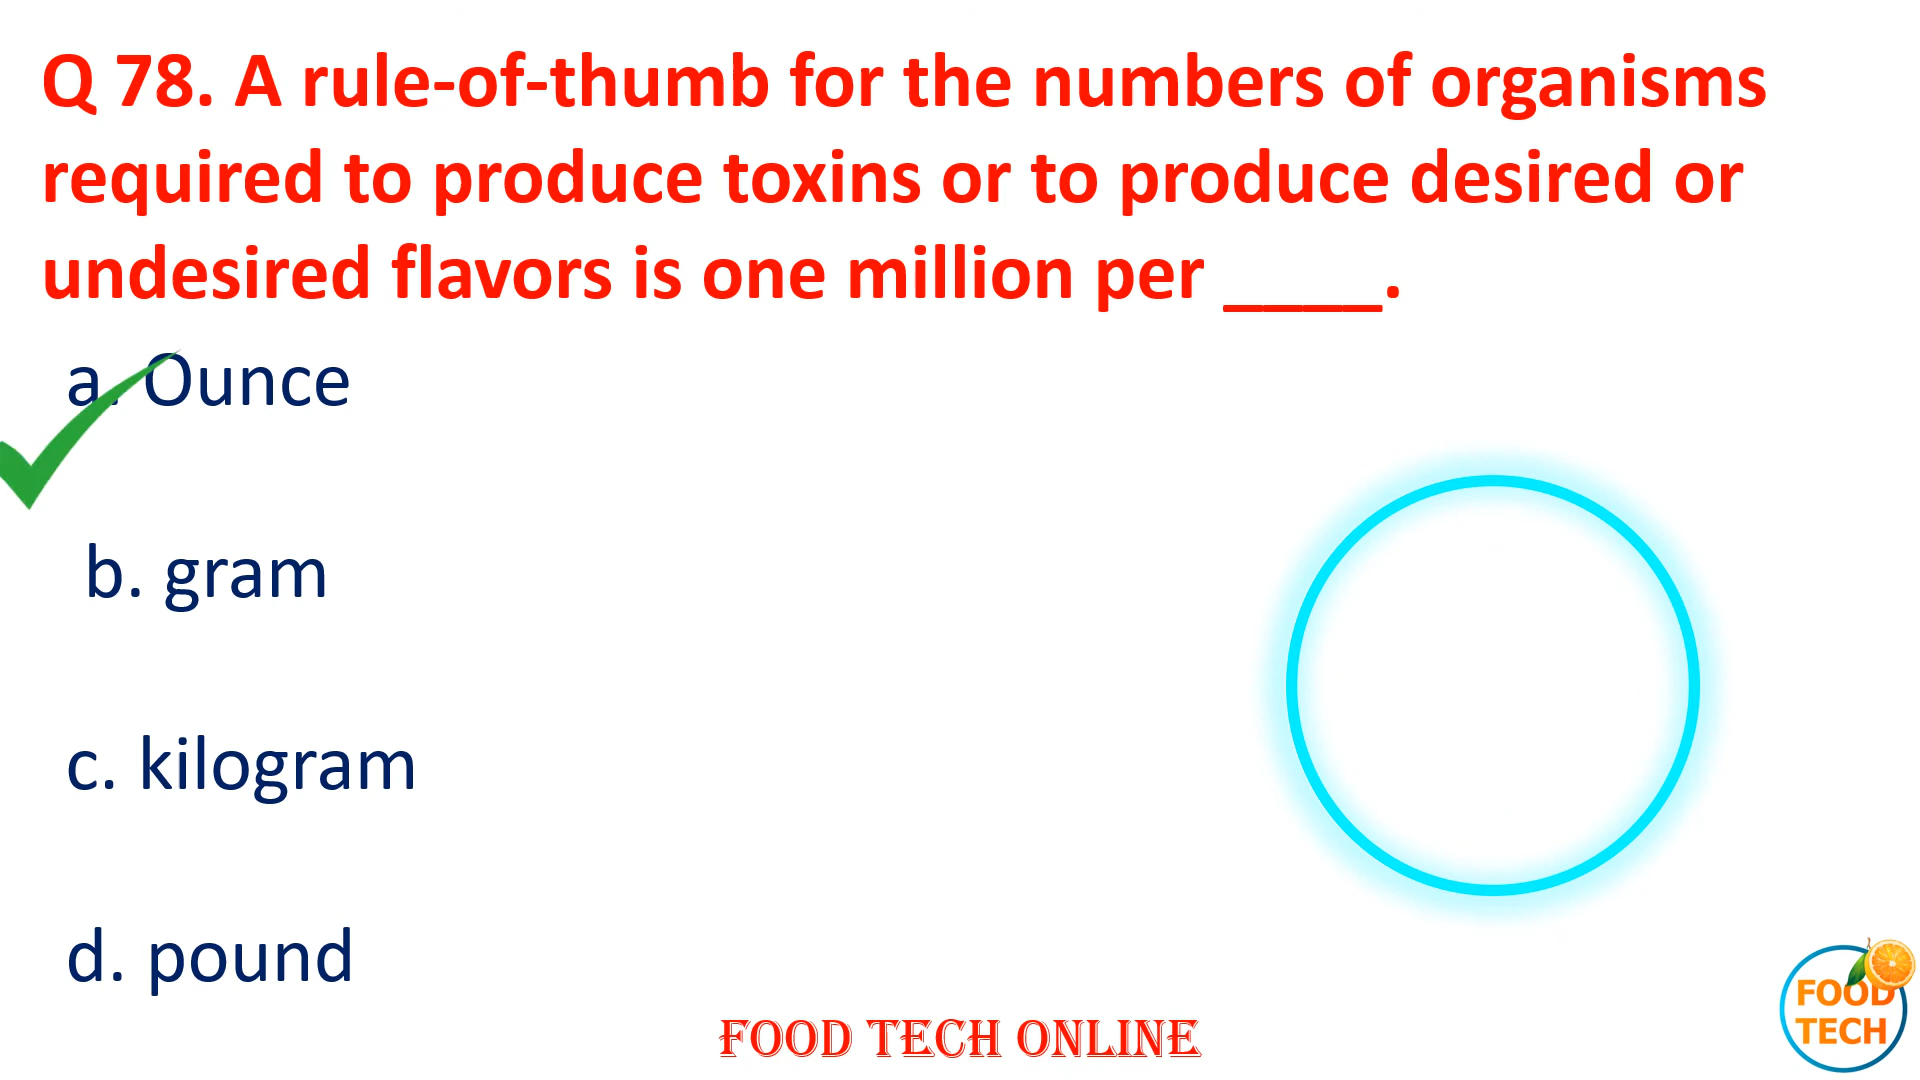 Q 78. A rule-of-thumb for the numbers of organisms
required to produce toxins or to produce desired or
undesired flavors is one million per ____.
a. Ounce
b. gram
c. kilogram
d. pound
FOOD TECH ONLINE
FOOD
TECH